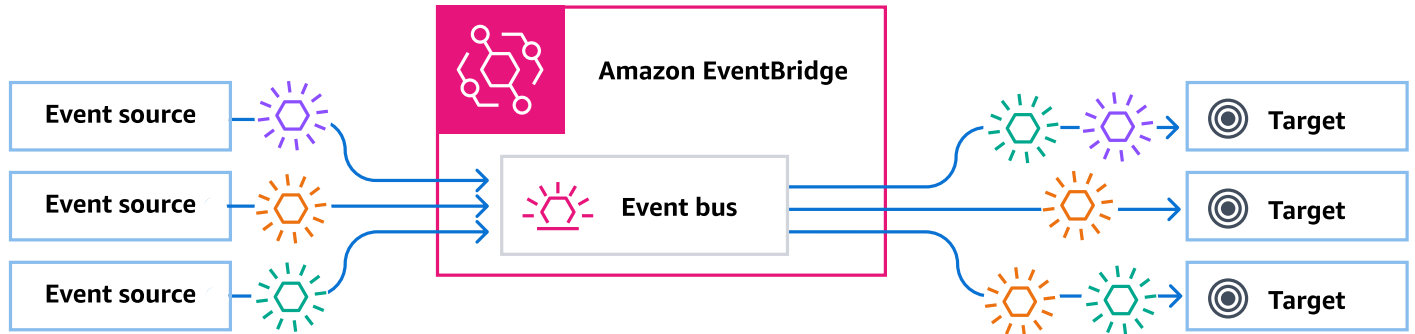 Amazon EventBridge
Event source
Event source
Event source
Event bus
Target
Target
Target